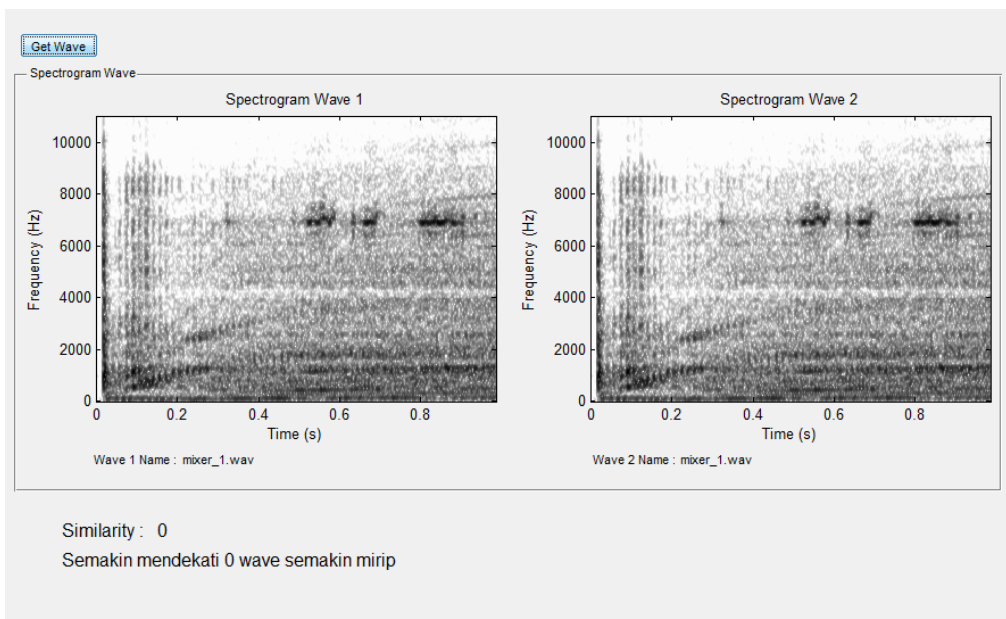 Get Wave
Spectrogram Wave
Spectrogram Wave 1
10000
8000
6000
4000
2000
0
Frequency (Hz)
0 0.2 0.4 0.6 0.8
Time (s)
Wave 1 Name : mixer_1.wav
Spectrogram Wave 2
10000
8000
6000
4000
2000
0
Frequency (Hz)
0 0.2 0.4 0.6 0.8
Time (s)
Wave 2 Name : mixer_1.wav
Similarity : 0
Semakin mendekati 0 wave semakin mirip